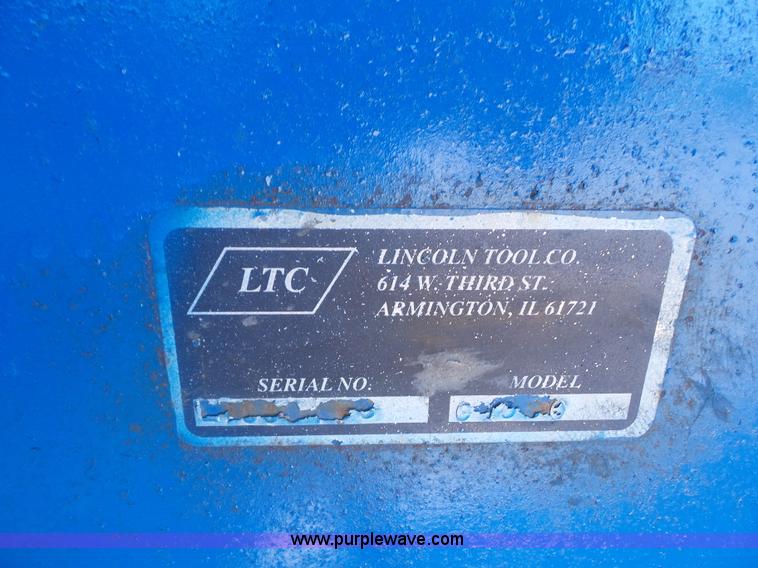 LTC
LINCOLN TOOL CO.
614 W. THIRD ST.
ARMINGTON, IL 61721
SERIAL NO.
MODEL
www.purplewave.com